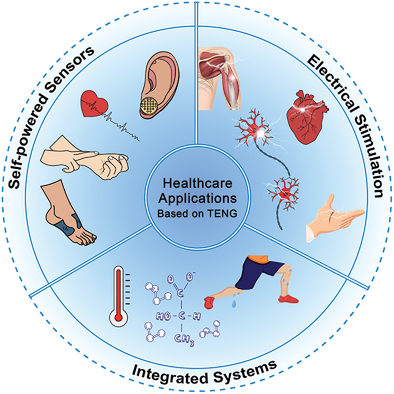 Self-powered Sensors
Electrical Stimulation
Healthcare
Applications
Based on TENG
O O⁻
C
HO-C-H
CH₃
Integrated Systems